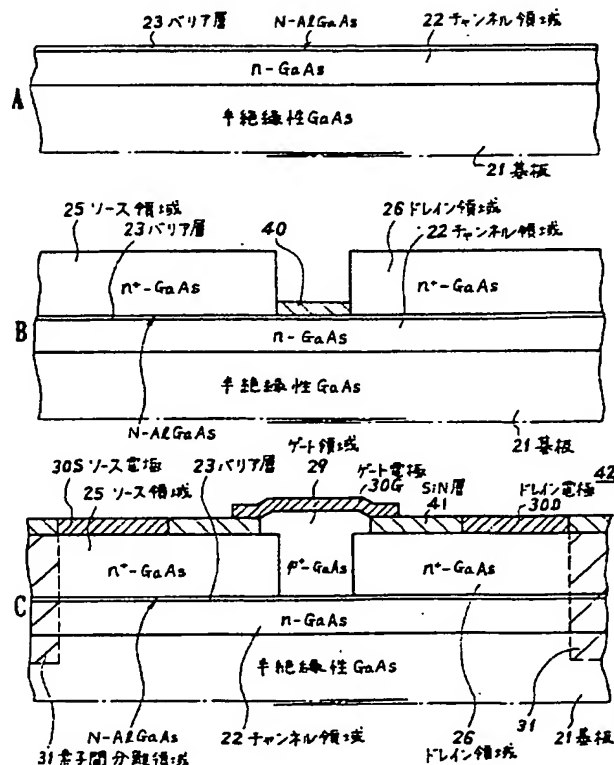 23 バリア層
N-AlGaAs
22 チャンネル領域
n-GaAs
A
半絶縁性GaAs
21 基板
25 ソース領域
23 バリア層
40
26 ドレイン領域
22 チャンネル領域
n⁺-GaAs
n⁺-GaAs
B
n-GaAs
半絶縁性GaAs
N-AlGaAs
21 基板
ゲート領域
29
30S ソース電極
23 バリア層
25 ソース領域
ゲート電極
30G
SiN層
41
ドレイン電極
30D
42
n⁺-GaAs
p⁺-GaAs
n⁺-GaAs
C
n-GaAs
半絶縁性GaAs
N-AlGaAs
31 素子間分離領域
22 チャンネル領域
26
ドレイン領域
31
21 基板